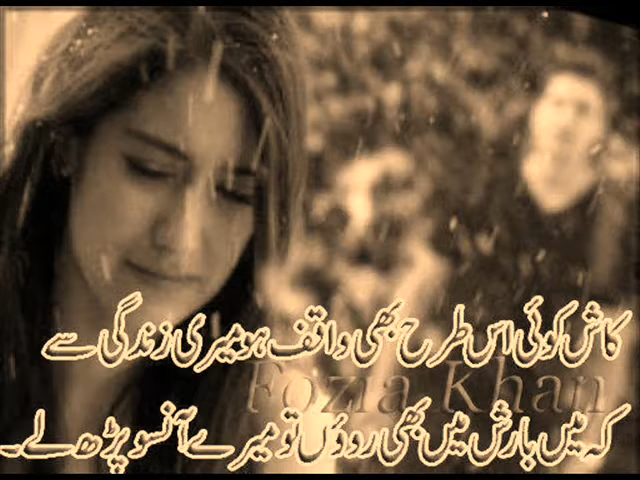 کاش کوئی اس طرح بھی واقف ہو میری زندگی سے
Fozia Khan
کہ میں بارش میں بھی روؤں تو میرے آنسو پڑھ لے۔